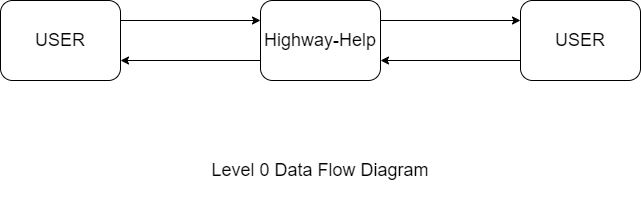 USER
Highway-Help
USER
Level 0 Data Flow Diagram